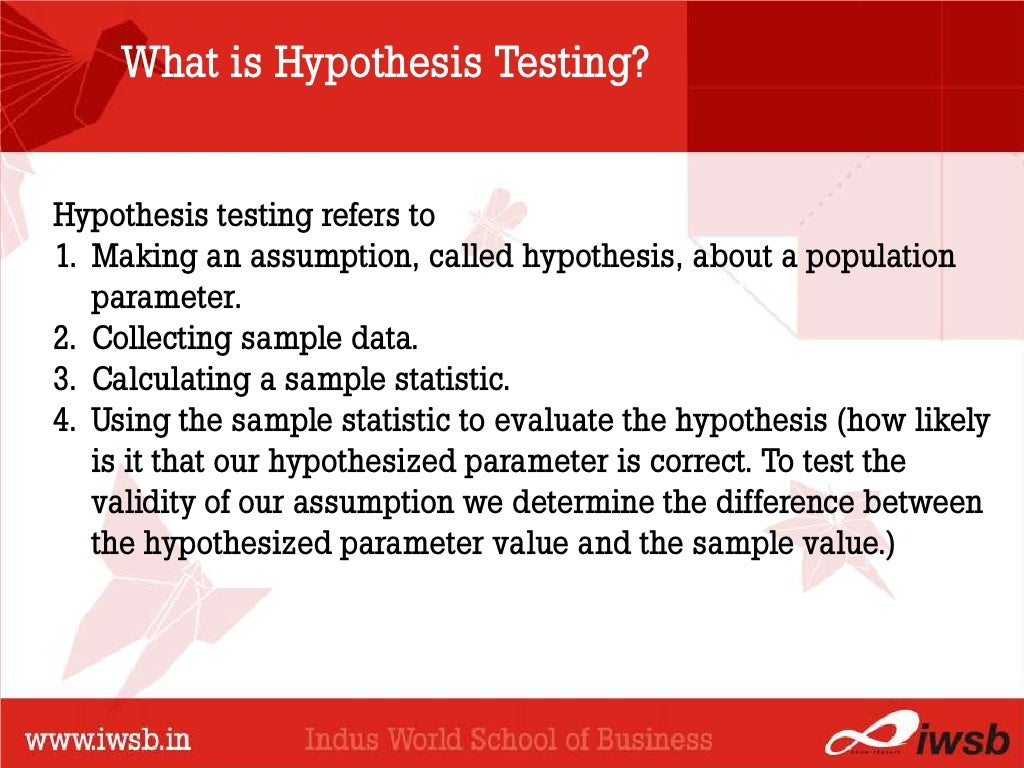 What is Hypothesis Testing?
Hypothesis testing refers to
1. Making an assumption, called hypothesis, about a population
parameter.
2. Collecting sample data.
3. Calculating a sample statistic.
4. Using the sample statistic to evaluate the hypothesis (how likely
is it that our hypothesized parameter is correct. To test the
validity of our assumption we determine the difference between
the hypothesized parameter value and the sample value.)
www.iwsb.in
Indus World School of Business
iwsb